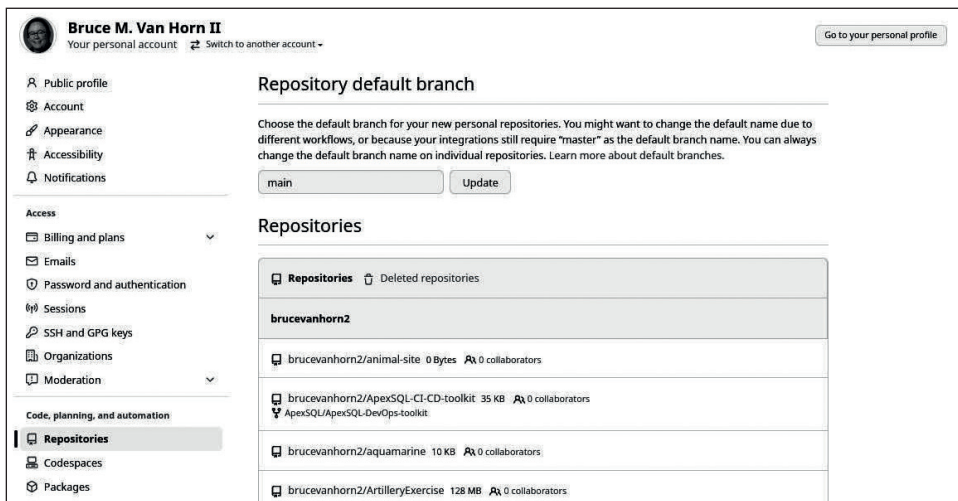 Bruce M. Van Horn II
Your personal account Switch to another account
Go to your personal profile
Public profile
Account
Appearance
Accessibility
Notifications
Access
Billing and plans
Emails
Password and authentication
Sessions
SSH and GPG keys
Organizations
Moderation
Code, planning, and automation
Repositories
Codespaces
Packages
Repository default branch
Choose the default branch for your new personal repositories. You might want to change the default name due to
different workflows, or because your integrations still require "master" as the default branch name. You can always
change the default branch name on individual repositories. Learn more about default branches.
main Update
Repositories
Repositories Deleted repositories
brucevanhorn2
brucevanhorn2/animal-site 0 Bytes 0 collaborators
brucevanhorn2/ApexSQL-CI-CD-toolkit 35 KB 0 collaborators
ApexSQL/ApexSQL-DevOps-toolkit
brucevanhorn2/aquamarine 10 KB 0 collaborators
brucevanhorn2/ArtilleryExercise 128 MB 0 collaborators